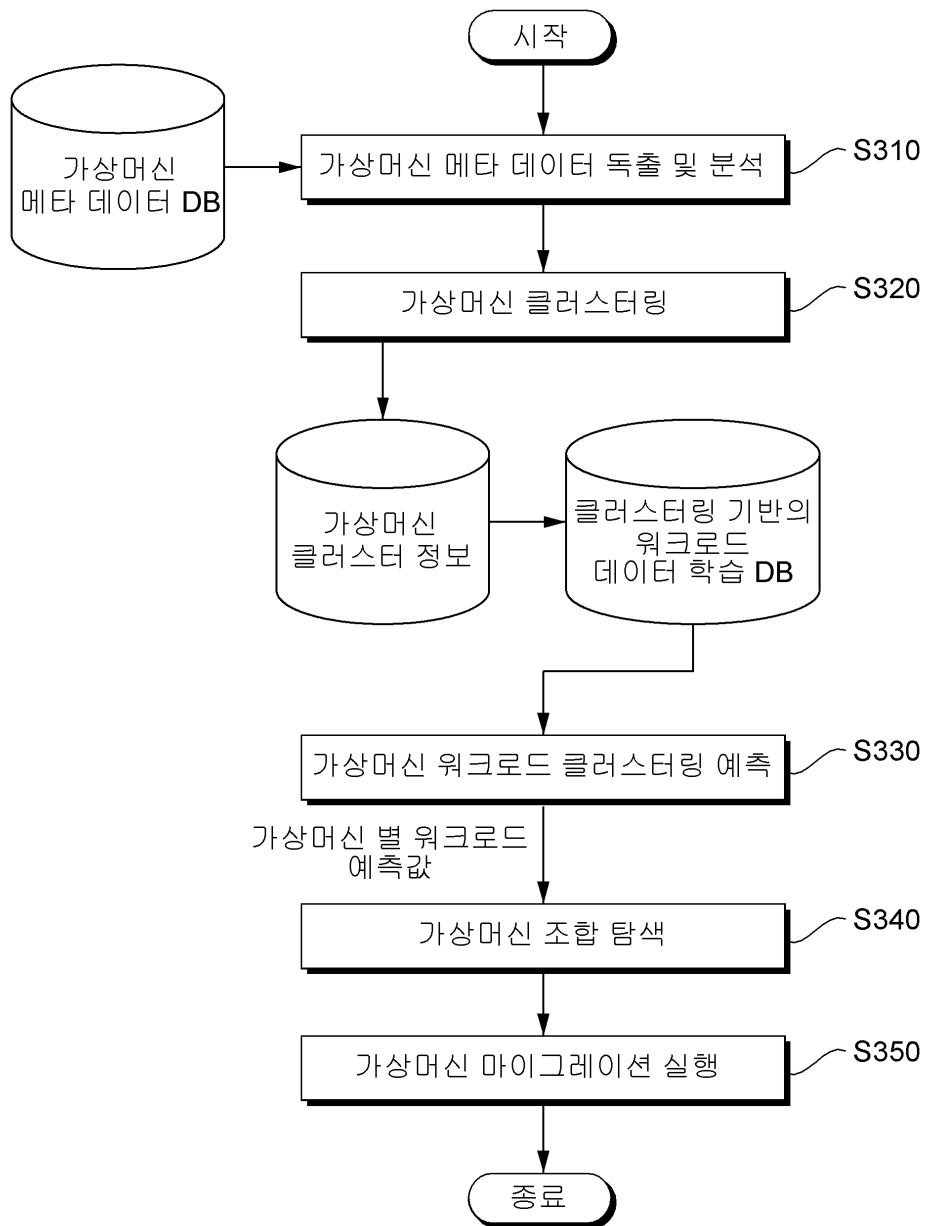 시작
가상머신
메타 데이터 DB
가상머신 메타 데이터 독출 및 분석
S310
가상머신 클러스터링
S320
가상머신
클러스터 정보
클러스터링 기반의
워크로드
데이터 학습 DB
가상머신 워크로드 클러스터링 예측
S330
가상머신 별 워크로드
예측값
가상머신 조합 탐색
S340
가상머신 마이그레이션 실행
S350
종료